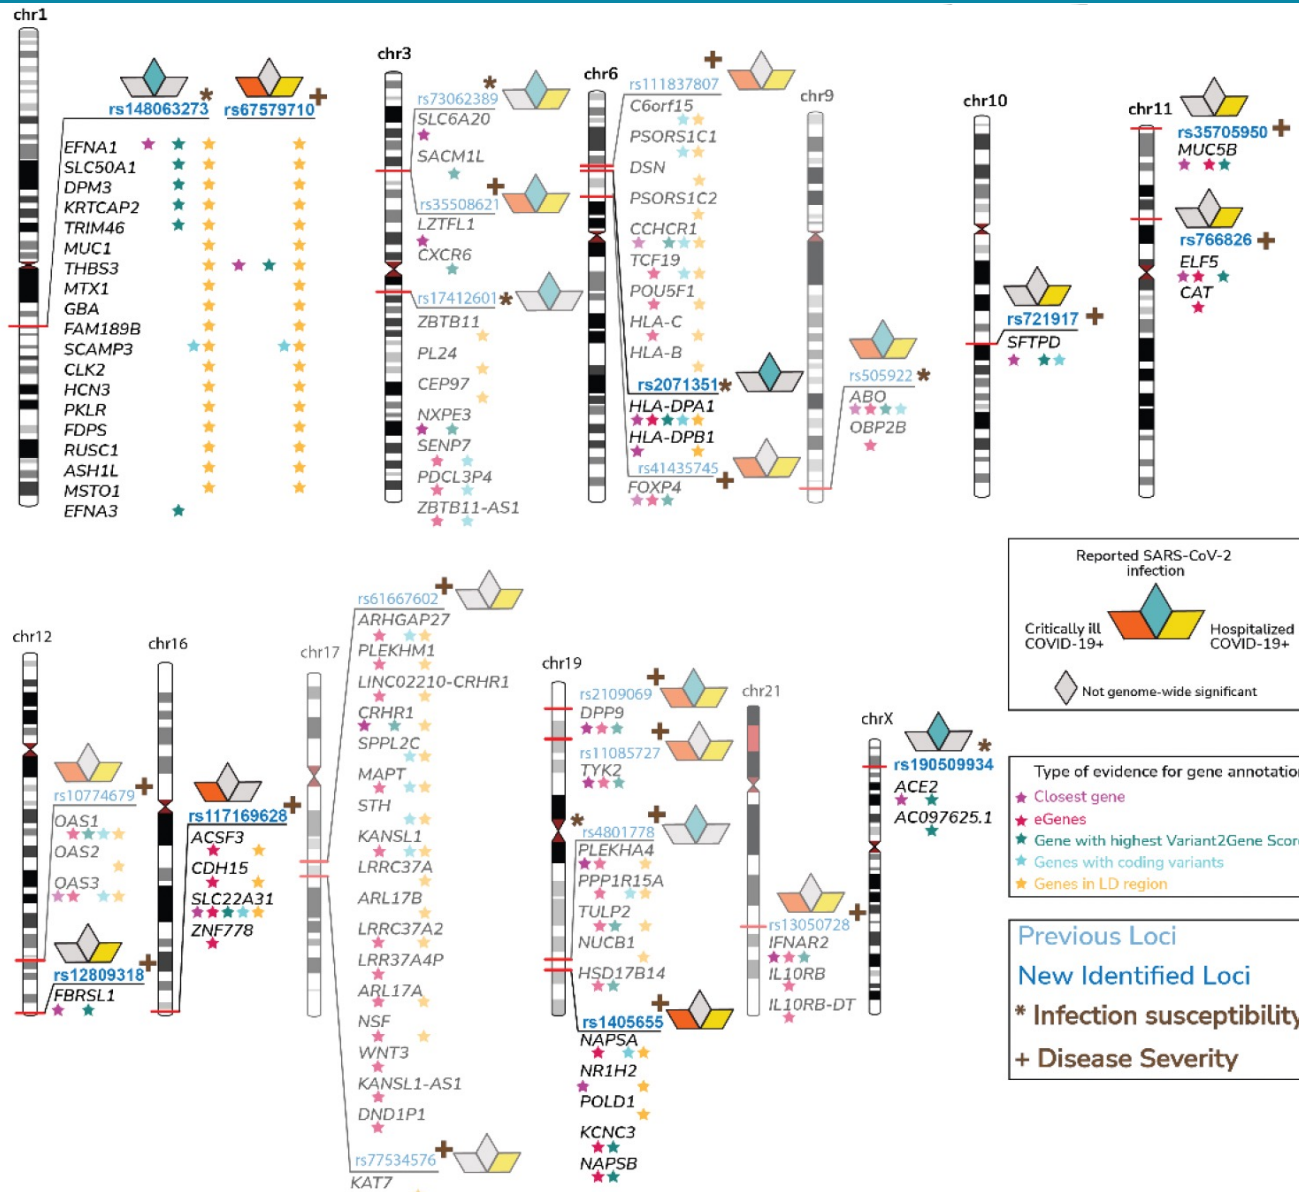 chr1
rs148063273 * rs67579710 +
EFNA1
SLC50A1
DPM3
KRTCAP2
TRIM46
MUC1
THBS3
MTX1
GBA
FAM189B
SCAMP3
CLK2
HCN3
PKLR
FDPS
RUSC1
ASH1L
MSTO1
EFNA3
chr3
*
rs73062389
SLC6A20
SACM1L
+
rs35508621
LZTFL1
CXCR6
rs17412601 *
ZBTB11
PL24
CEP97
NXPE3
SENP7
PDCL3P4
ZBTB11-AS1
chr6
+
rs111837807
C6orf15
PSORS1C1
DSN
PSORS1C2
CCHCR1
TCF19
POU5F1
HLA-C
HLA-B
rs2071351 *
HLA-DPA1
HLA-DPB1
rs41435745
+
FOXP4
chr9
rs505922 *
ABO
OBP2B
chr10
rs721917 +
SFTPD
chr11
rs35705950 +
MUC5B
rs766826 +
ELF5
CAT
Reported SARS-CoV-2
infection
Critically ill
COVID-19+
Hospitalized
COVID-19+
Not genome-wide significant
chr12
+
rs10774679
OAS1
OAS2
OAS3
rs12809318 +
FBRSL1
chr16
+
rs117169628
ACSF3
CDH15
SLC22A31
ZNF778
chr17
+
rs61667602
ARHGAP27
PLEKHM1
LINC02210-CRHR1
CRHR1
SPPL2C
MAPT
STH
KANSL1
LRRC37A
ARL17B
LRRC37A2
LRR37A4P
ARL17A
NSF
WNT3
KANSL1-AS1
DND1P1
+
rs77534576
KAT7
chr19
+
rs2109069
DPP9
+
rs11085727
TYK2
+
* rs4801778
PLEKHA4
PPP1R15A
TULP2
NUCB1
HSD17B14
+
rs1405655
NAPSA
NR1H2
POLD1
KCNC3
NAPSB
chr21
+
rs13050728
IFNAR2
IL10RB
IL10RB-DT
chrX
*
rs190509934
ACE2
AC097625.1
Type of evidence for gene annotation
Closest gene
eGenes
Gene with highest Variant2Gene Score
Genes with coding variants
Genes in LD region
Previous Loci
New Identified Loci
* Infection susceptibility
+ Disease Severity